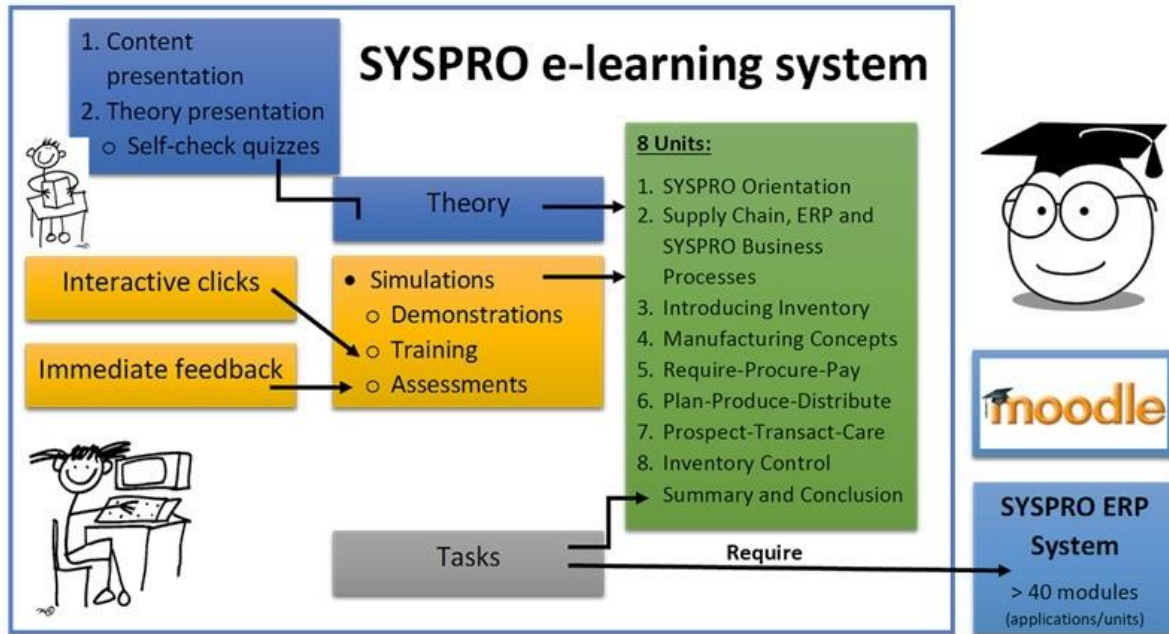 SYSPRO e-learning system
1. Content
presentation
2. Theory presentation
o Self-check quizzes
Theory
Interactive clicks
Immediate feedback
• Simulations
o Demonstrations
o Training
o Assessments
Tasks
8 Units:
1. SYSPRO Orientation
2. Supply Chain, ERP and
SYSPRO Business
Processes
3. Introducing Inventory
4. Manufacturing Concepts
5. Require-Procure-Pay
6. Plan-Produce-Distribute
7. Prospect-Transact-Care
8. Inventory Control
Summary and Conclusion
Require
moodle
SYSPRO ERP
System
> 40 modules
(applications/units)